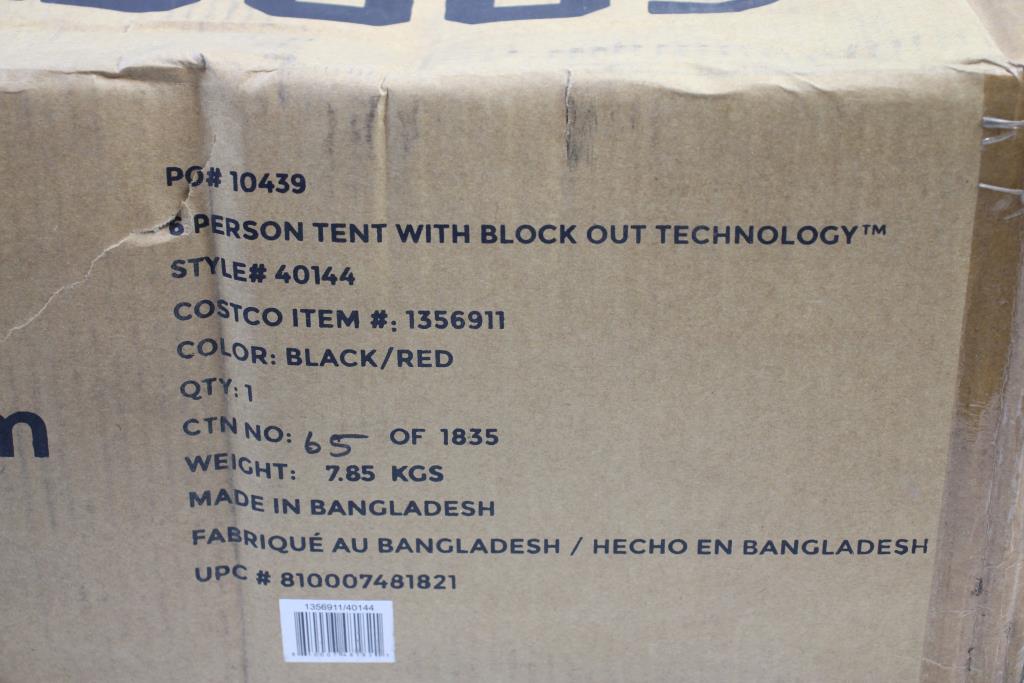 PO# 10439
6 PERSON TENT WITH BLOCK OUT TECHNOLOGY™
STYLE# 40144
COSTCO ITEM #: 1356911
COLOR: BLACK/RED
QTY: 1
CTN NO: 65 OF 1835
WEIGHT: 7.85 KGS
MADE IN BANGLADESH
FABRIQUÉ AU BANGLADESH / HECHO EN BANGLADESH
UPC # 810007481821
1356911/40144